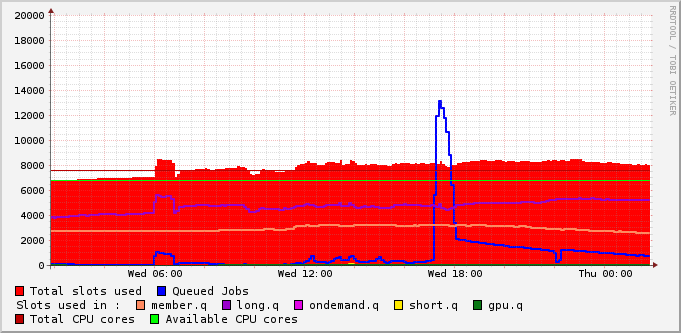 RRDTOOL / TOBI OETIKER
20000
18000
16000
14000
12000
10000
8000
6000
4000
2000
0
Wed 06:00 Wed 12:00 Wed 18:00 Thu 00:00
Total slots used Queued Jobs
Slots used in : member.q long.q ondemand.q short.q gpu.q
Total CPU cores Available CPU cores